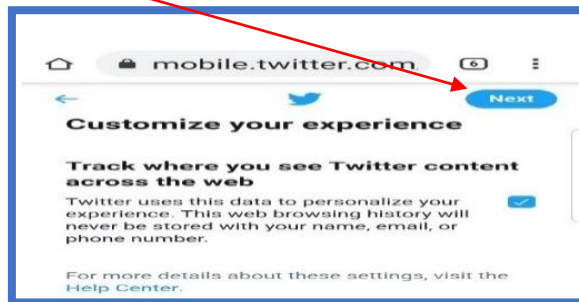 mobile.twitter.com 6
Next
Customize your experience
Track where you see Twitter content
across the web
Twitter uses this data to personalize your
experience. This web browsing history will
never be stored with your name, email, or
phone number.
For more details about these settings, visit the
Help Center.